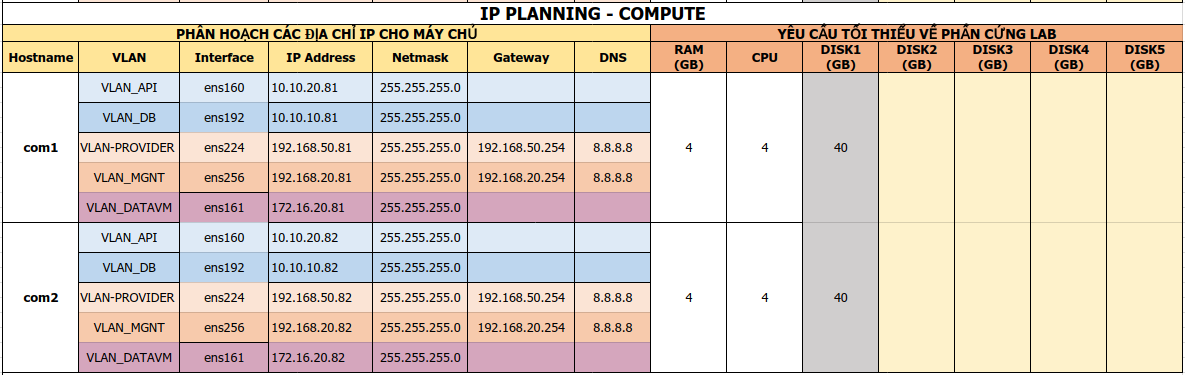 IP PLANNING - COMPUTE
PHÂN HOẠCH CÁC ĐỊA CHỈ IP CHO MÁY CHỦ YÊU CẦU TỐI THIỂU VỀ PHẦN CỨNG LAB
Hostname VLAN Interface IP Address Netmask Gateway DNS RAM (GB) CPU DISK1 (GB) DISK2 (GB) DISK3 (GB) DISK4 (GB) DISK5 (GB)
VLAN_API ens160 10.10.20.81 255.255.255.0
VLAN_DB ens192 10.10.10.81 255.255.255.0
com1 VLAN-PROVIDER ens224 192.168.50.81 255.255.255.0 192.168.50.254 8.8.8.8 4 4 40
VLAN_MGNT ens256 192.168.20.81 255.255.255.0 192.168.20.254 8.8.8.8
VLAN_DATAVM ens161 172.16.20.81 255.255.255.0
VLAN_API ens160 10.10.20.82 255.255.255.0
VLAN_DB ens192 10.10.10.82 255.255.255.0
com2 VLAN-PROVIDER ens224 192.168.50.82 255.255.255.0 192.168.50.254 8.8.8.8 4 4 40
VLAN_MGNT ens256 192.168.20.82 255.255.255.0 192.168.20.254 8.8.8.8
VLAN_DATAVM ens161 172.16.20.82 255.255.255.0